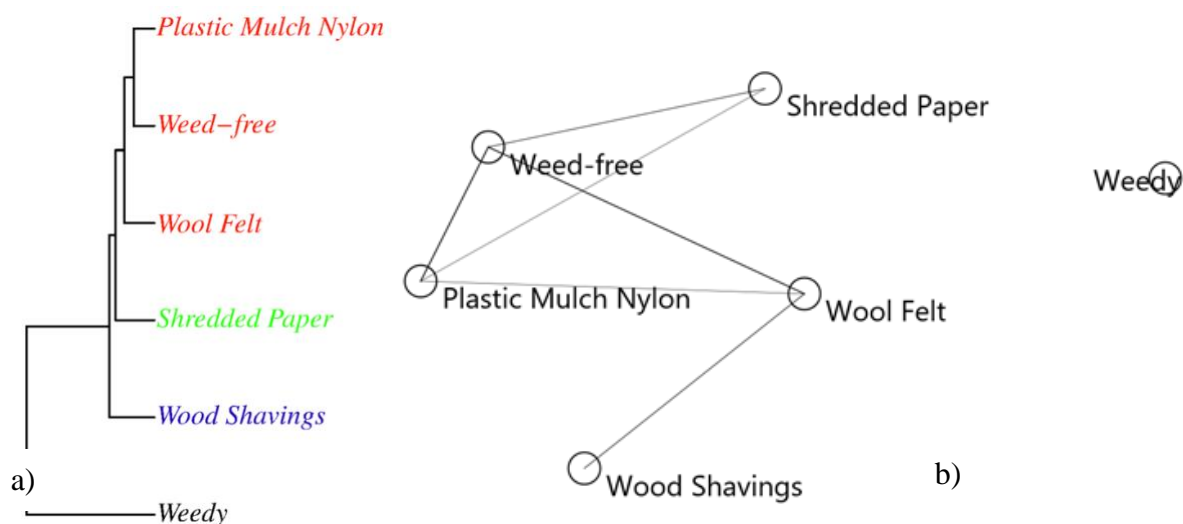 Plastic Mulch Nylon
Weed-free
Wool Felt
Shredded Paper
Wood Shavings
a)
Weedy
Shredded Paper
Weed-free
Weedy
Plastic Mulch Nylon
Wool Felt
Wood Shavings
b)